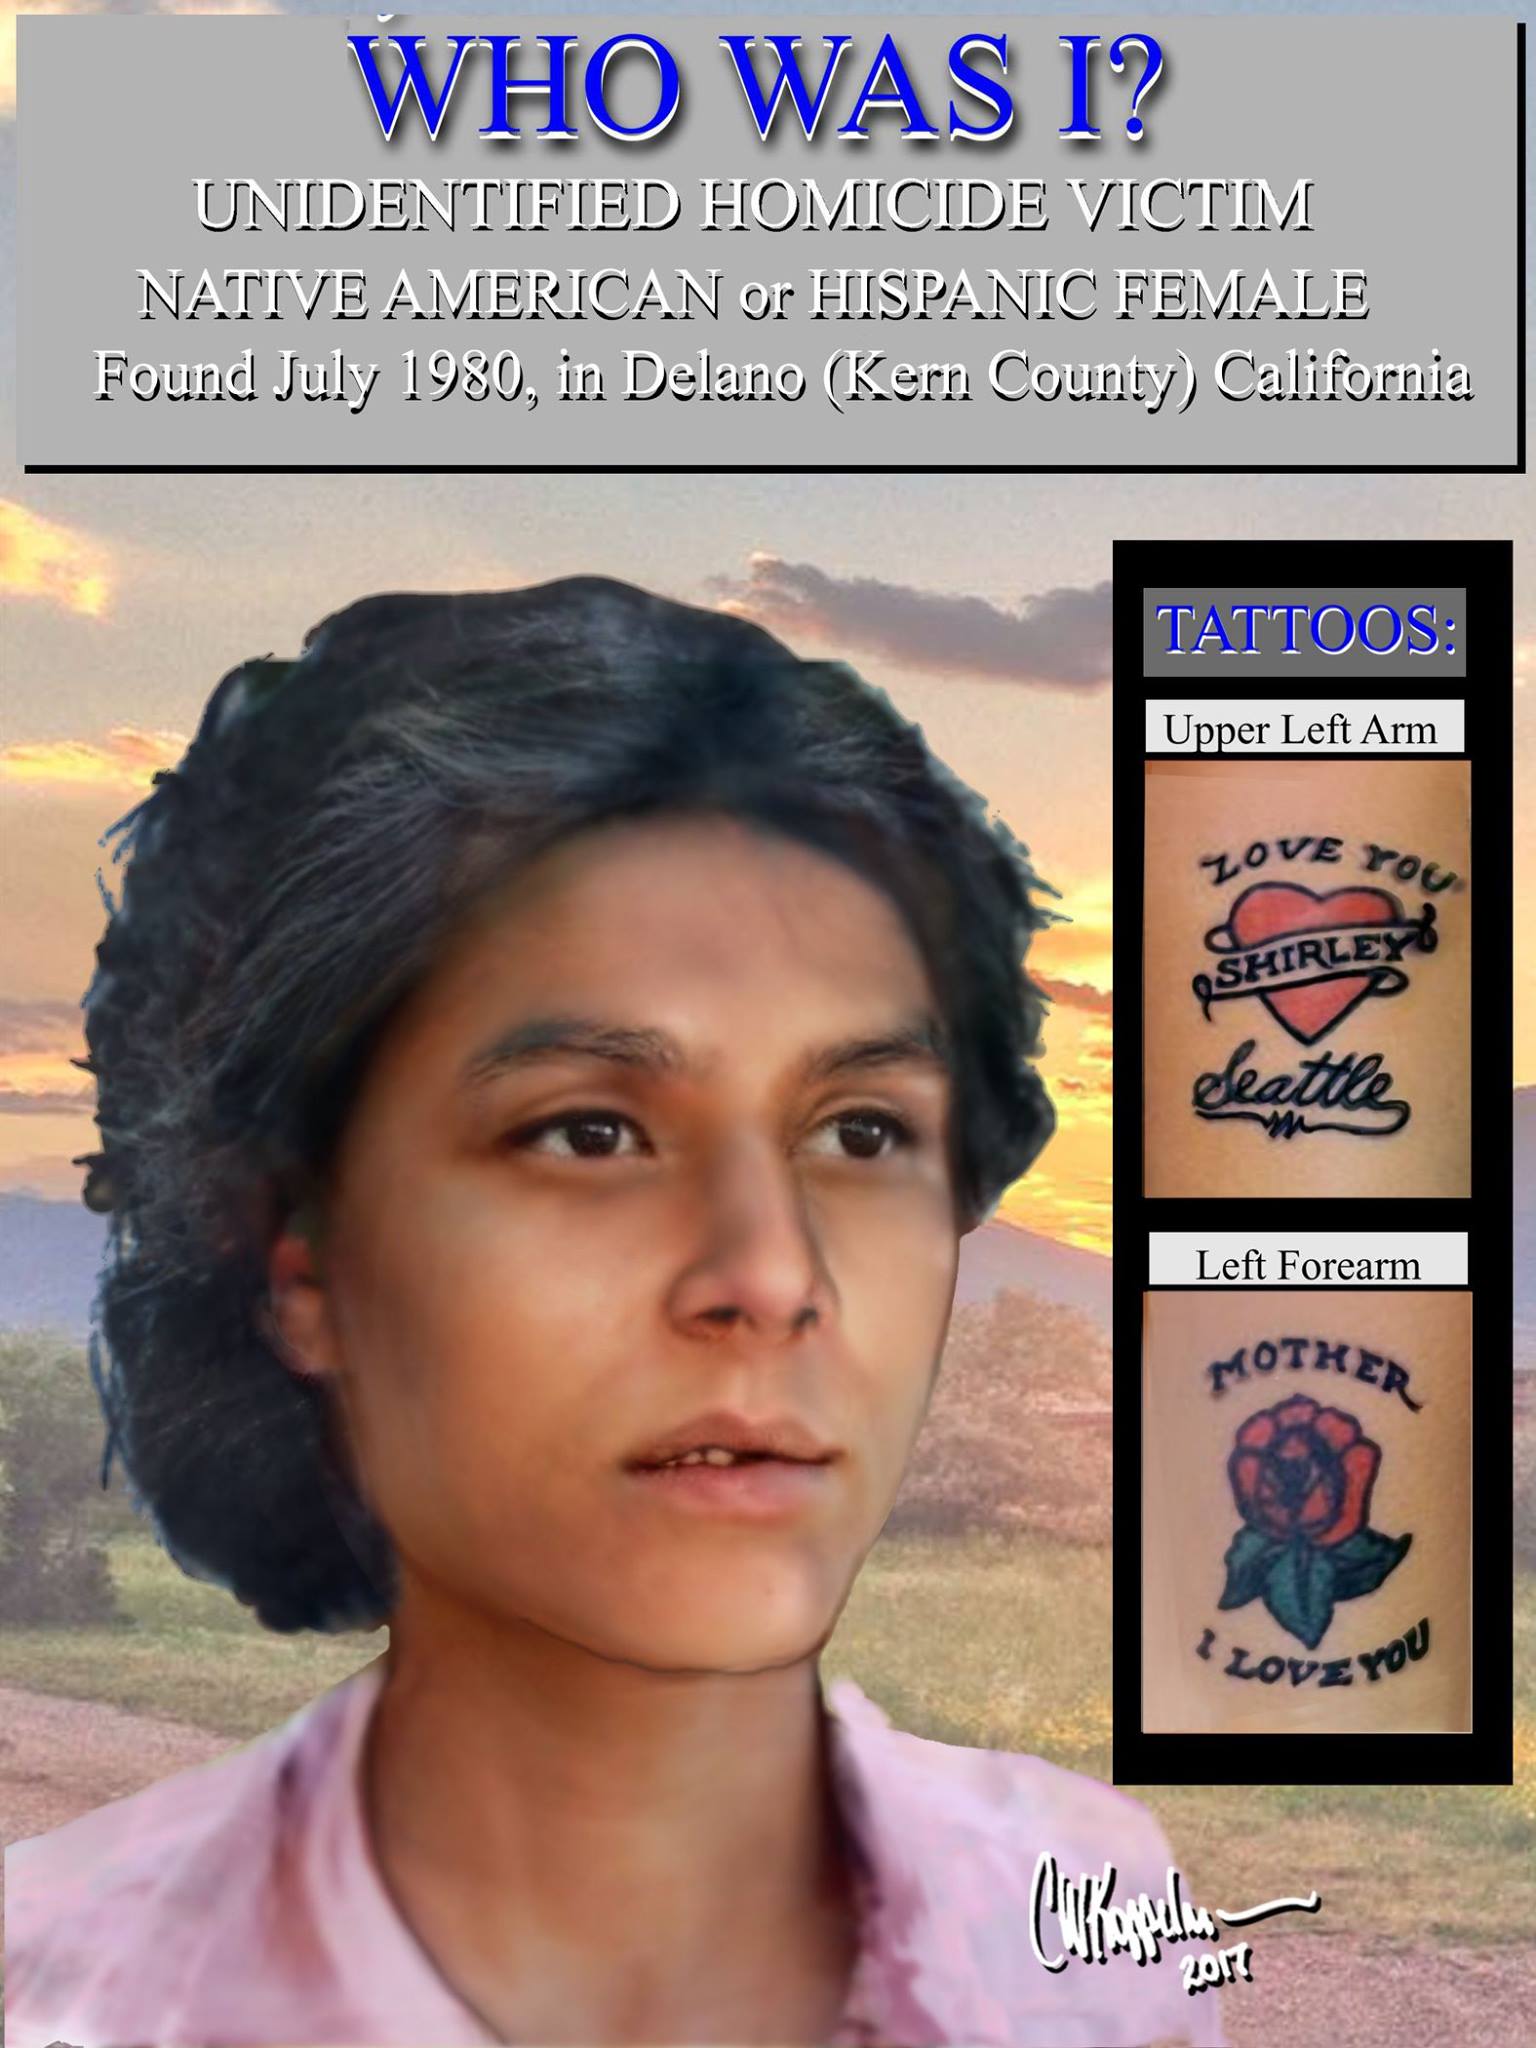 WHO WAS I?
UNIDENTIFIED HOMICIDE VICTIM
NATIVE AMERICAN or HISPANIC FEMALE
Found July 1980, in Delano (Kern County) California
TATTOOS:
Upper Left Arm
LOVE YOU
SHIRLEY
Seattle
Left Forearm
MOTHER
I LOVE YOU
2017